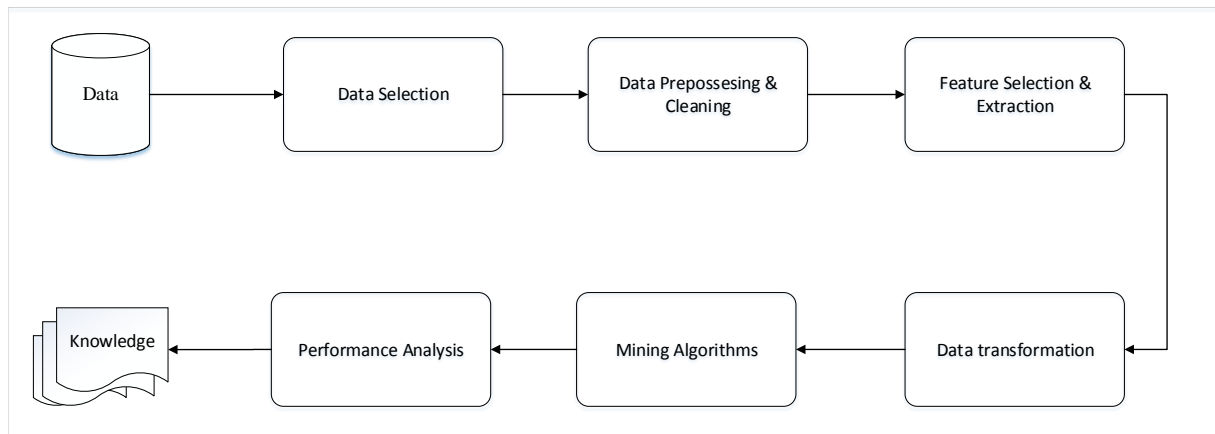 Data
Data Selection
Data Prepossesing &
Cleaning
Feature Selection &
Extraction
Data transformation
Mining Algorithms
Performance Analysis
Knowledge